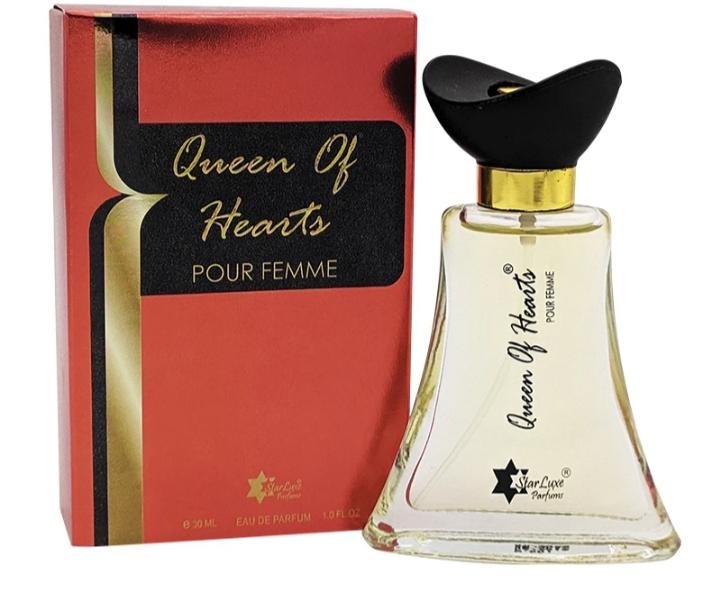 Queen Of
Hearts
POUR FEMME
StarLuxe®
Parfums
℮ 30 ML EAU DE PARFUM 1.0 FL OZ
Queen Of Hearts®
POUR FEMME
StarLuxe®
Parfums